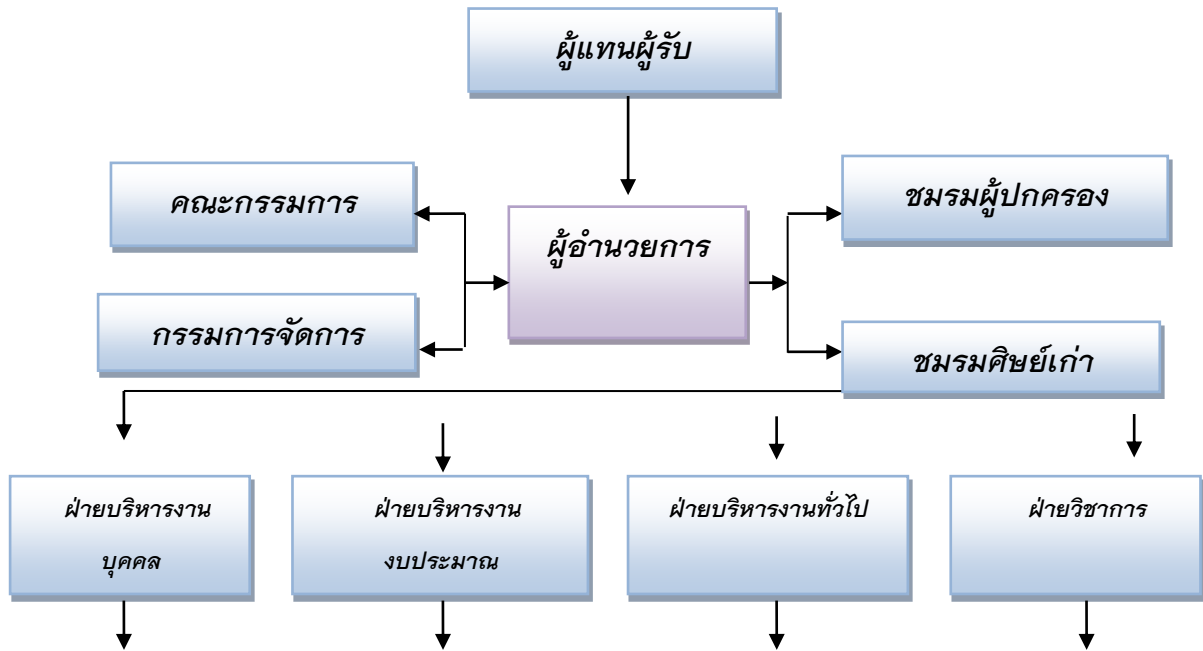 ผู้แทนผู้รับ
คณะกรรมการ
ชมรมผู้ปกครอง
ผู้อำนวยการ
กรรมการจัดการ
ชมรมศิษย์เก่า
ฝ่ายบริหารงาน
บุคคล
ฝ่ายบริหารงาน
งบประมาณ
ฝ่ายบริหารงานทั่วไป
ฝ่ายวิชาการ